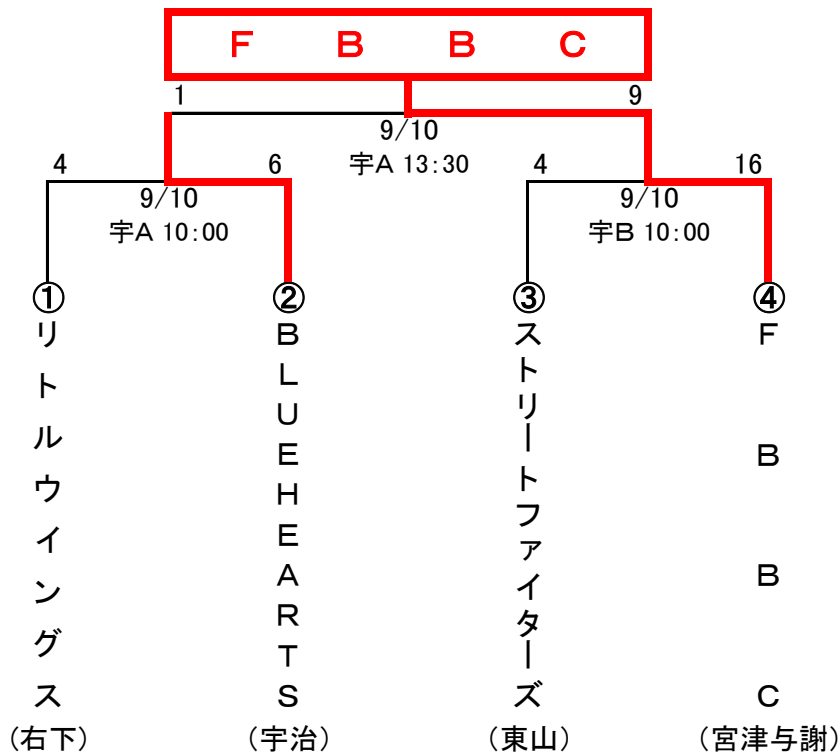 ＦＢＢＣ
1 9
9/10
宇A 13:30
4 6 4 16
9/10 9/10
宇A 10:00 宇B 10:00
① ② ③ ④
リトルウイングス
ＢＬＵＥＨＥＡＲＴＳ
ストリートファイターズ
ＦＢＢＣ
（右下） （宇治） （東山） （宮津与謝）